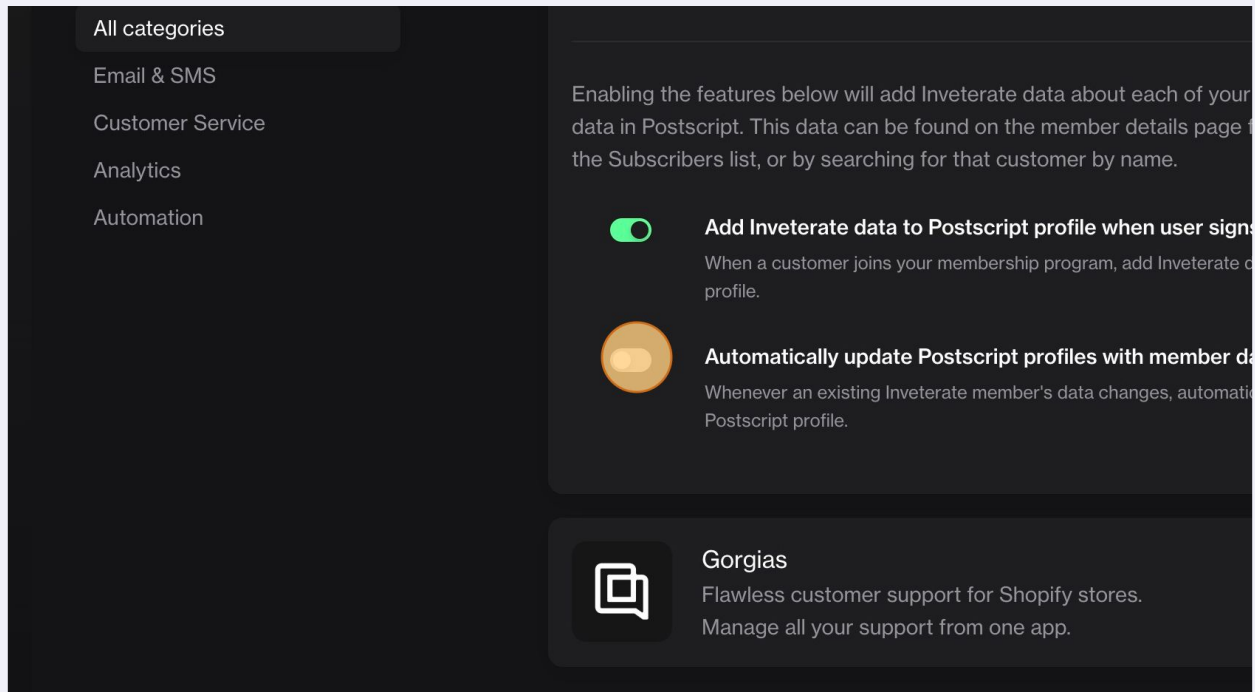 All categories
Email & SMS
Customer Service
Analytics
Automation
Enabling the features below will add Inveterate data about each of your
data in Postscript. This data can be found on the member details page
the Subscribers list, or by searching for that customer by name.
Add Inveterate data to Postscript profile when user signs
When a customer joins your membership program, add Inveterate
profile.
Automatically update Postscript profiles with member
Whenever an existing Inveterate member's data changes,
Postscript profile.
Gorgias
Flawless customer support for Shopify stores.
Manage all your support from one app.